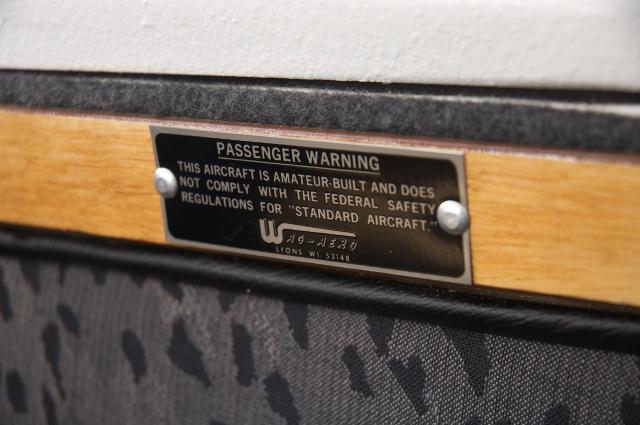 PASSENGER WARNING
THIS AIRCRAFT IS AMATEUR-BUILT AND DOES
NOT COMPLY WITH THE FEDERAL SAFETY
REGULATIONS FOR "STANDARD AIRCRAFT."
WAG-AERO
LYONS, WI 53148